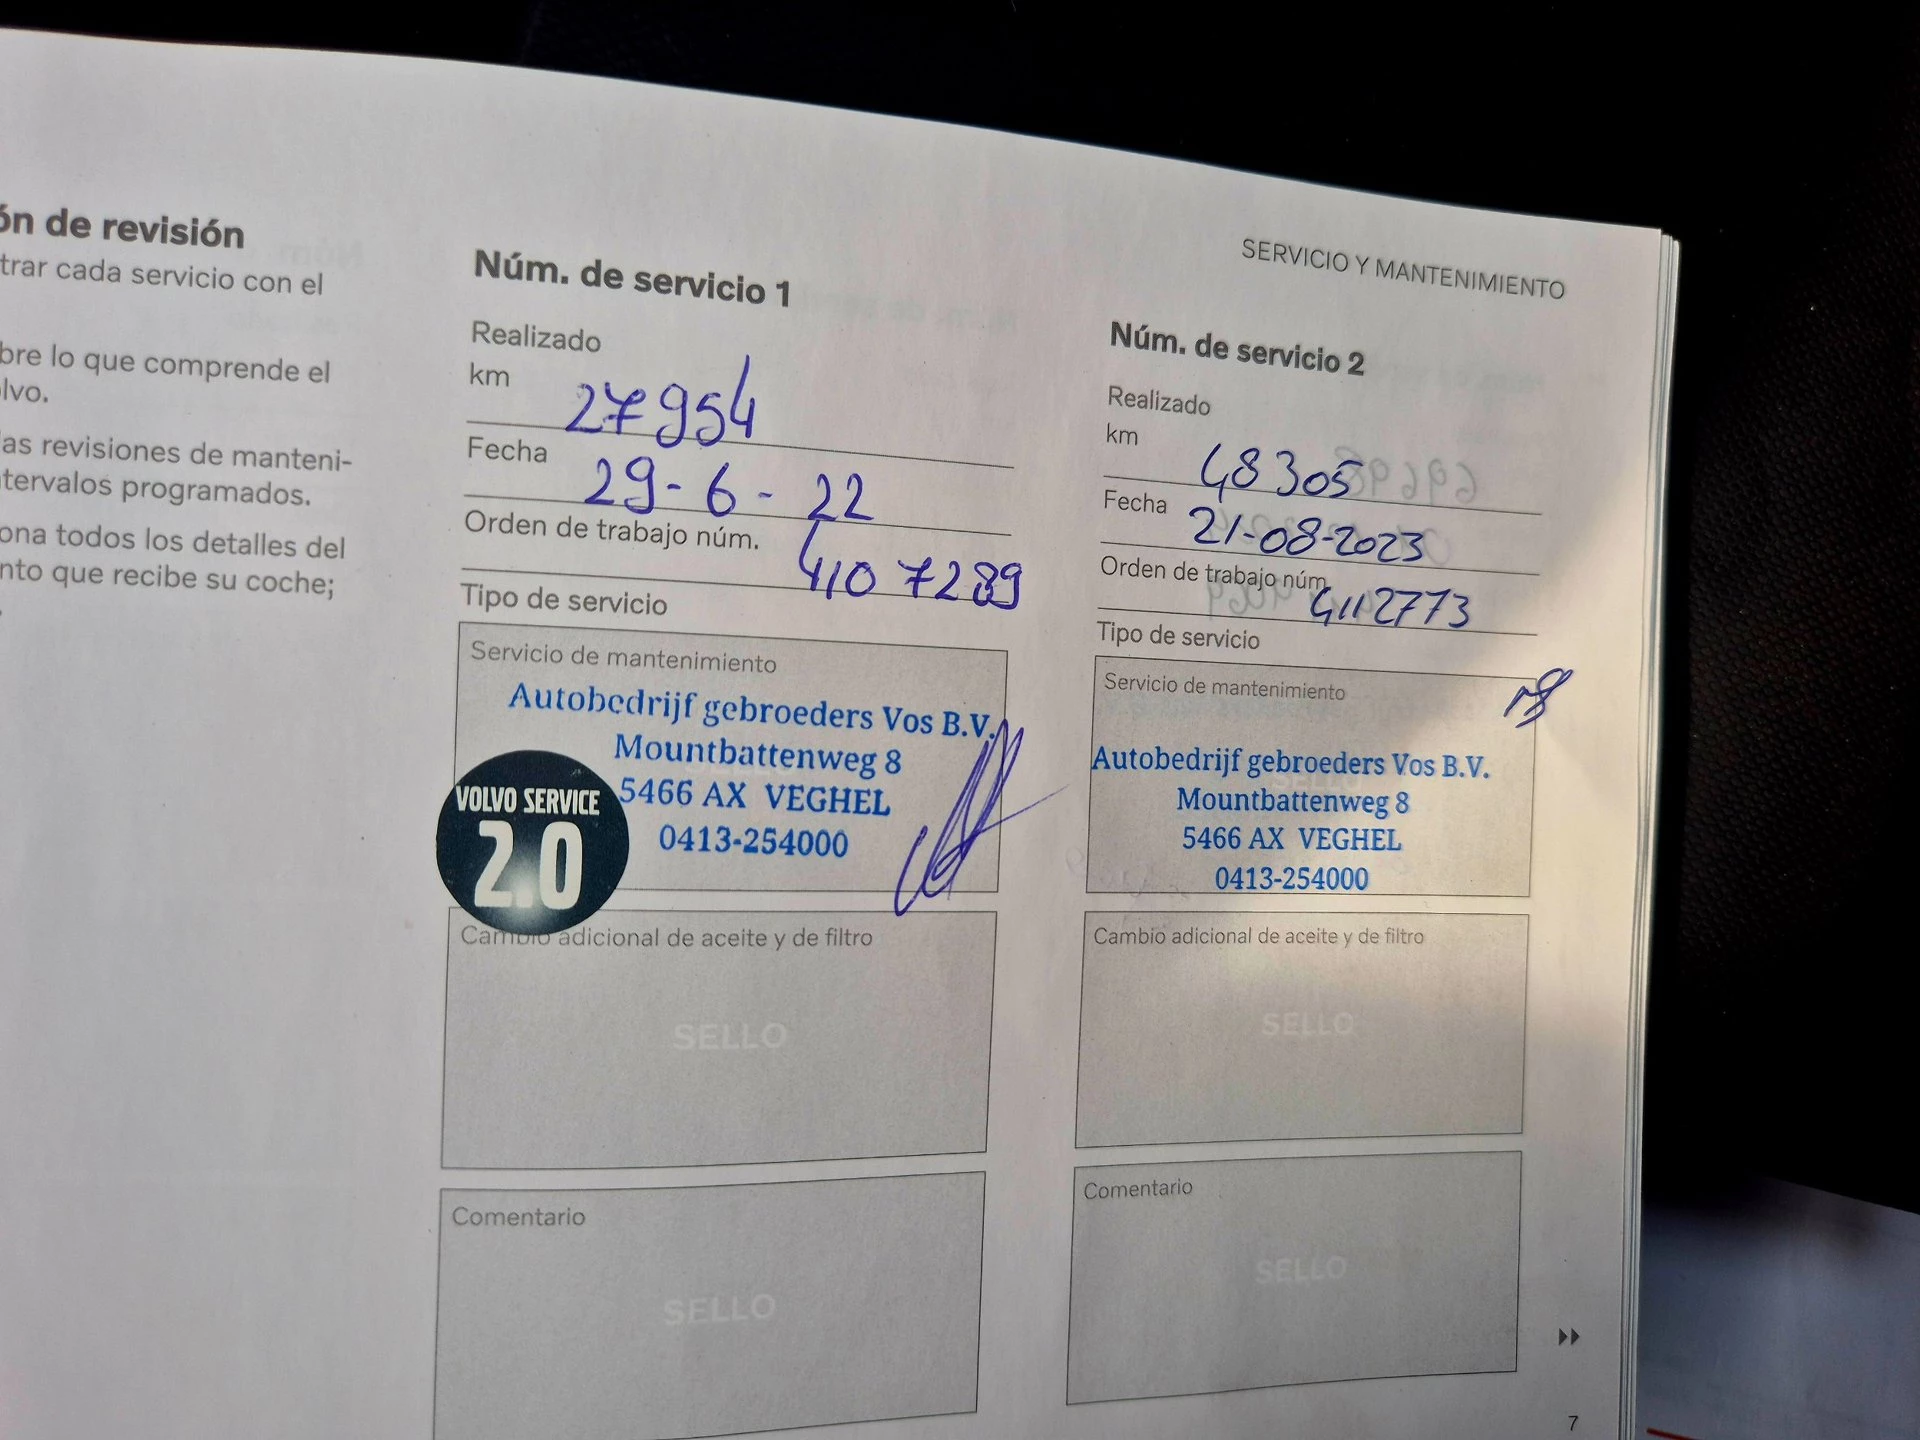 ón de revisión
trar cada servicio con el
bre lo que comprende el
lvo.
as revisiones de manteni-
tervalos programados.
ona todos los detalles del
nto que recibe su coche;
SERVICIO Y MANTENIMIENTO
Núm. de servicio 1
Realizado
km 27954
Fecha 29-6-22
Orden de trabajo núm. 4107289
Tipo de servicio
Servicio de mantenimiento
Autobedrijf gebroeders Vos B.V.
Mountbattenweg 8
5466 AX VEGHEL
0413-254000
VOLVO SERVICE
2.0
Cambio adicional de aceite y de filtro
SELLO
Comentario
SELLO
Núm. de servicio 2
Realizado
km 48305
Fecha 21-08-2023
Orden de trabajo núm. 4112773
Tipo de servicio
Servicio de mantenimiento
Autobedrijf gebroeders Vos B.V.
Mountbattenweg 8
5466 AX VEGHEL
0413-254000
Cambio adicional de aceite y de filtro
SELLO
Comentario
SELLO
7